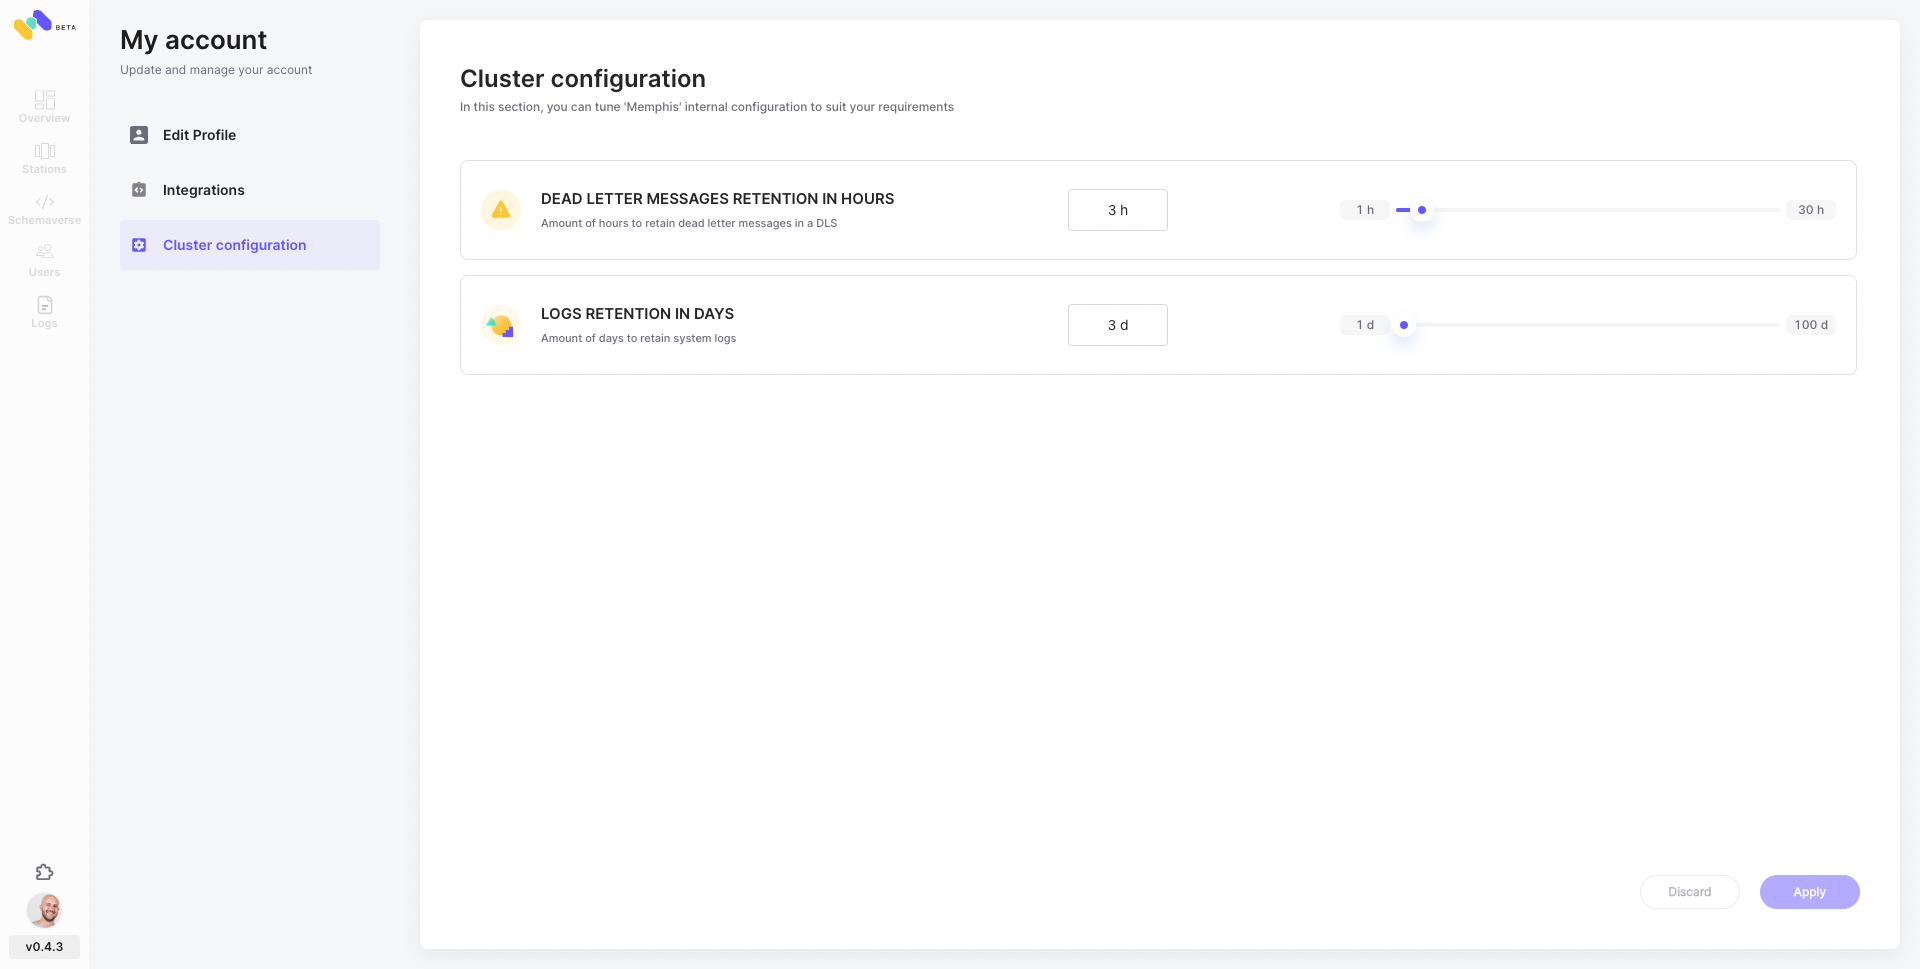 BETA
Overview
Stations
Schemaverse
Users
Logs
v0.4.3
My account
Update and manage your account
Edit Profile
Integrations
Cluster configuration
Cluster configuration
In this section, you can tune 'Memphis' internal configuration to suit your requirements
DEAD LETTER MESSAGES RETENTION IN HOURS
Amount of hours to retain dead letter messages in a DLS
3 h
1 h
30 h
LOGS RETENTION IN DAYS
Amount of days to retain system logs
3 d
1 d
100 d
Discard
Apply